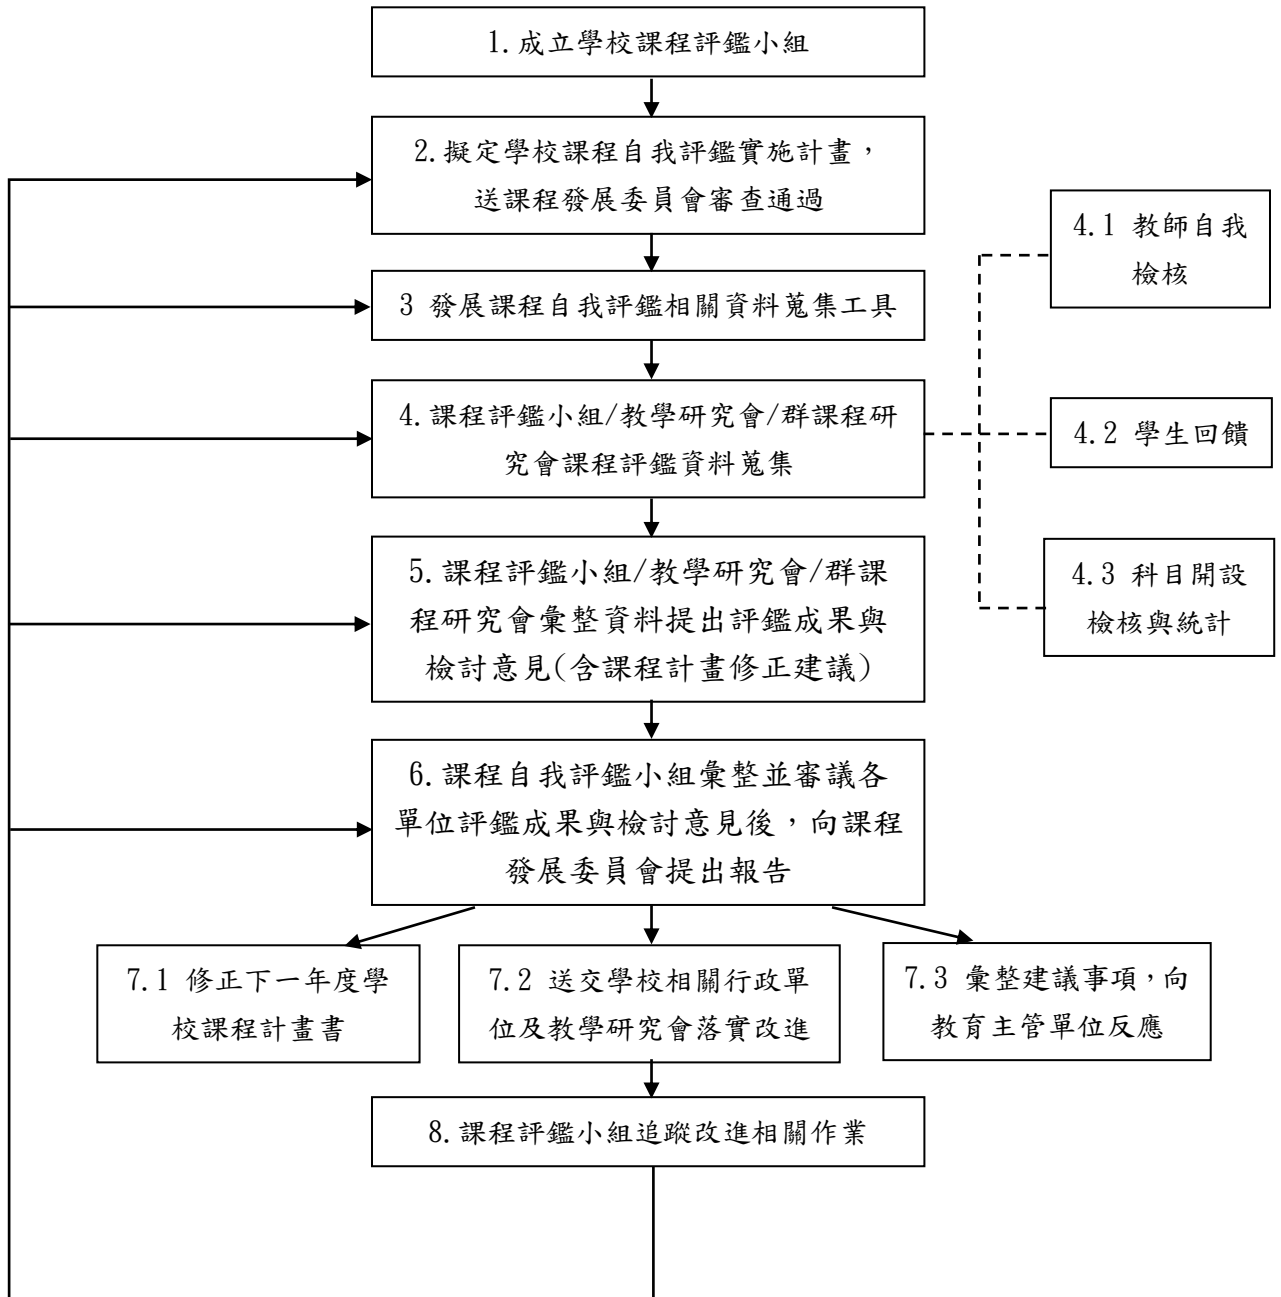 1.成立學校課程評鑑小組
2.擬定學校課程自我評鑑實施計畫，
送課程發展委員會審查通過
4.1 教師自我
檢核
3 發展課程自我評鑑相關資料蒐集工具
4.課程評鑑小組/教學研究會/群課程研
究會課程評鑑資料蒐集
4.2 學生回饋
5.課程評鑑小組/教學研究會/群課
程研究會彙整資料提出評鑑成果與
檢討意見(含課程計畫修正建議)
4.3 科目開設
檢核與統計
6.課程自我評鑑小組彙整並審議各
單位評鑑成果與檢討意見後，向課程
發展委員會提出報告
7.1 修正下一年度學
校課程計畫書
7.2 送交學校相關行政單
位及教學研究會落實改進
7.3 彙整建議事項，向
教育主管單位反應
8.課程評鑑小組追蹤改進相關作業